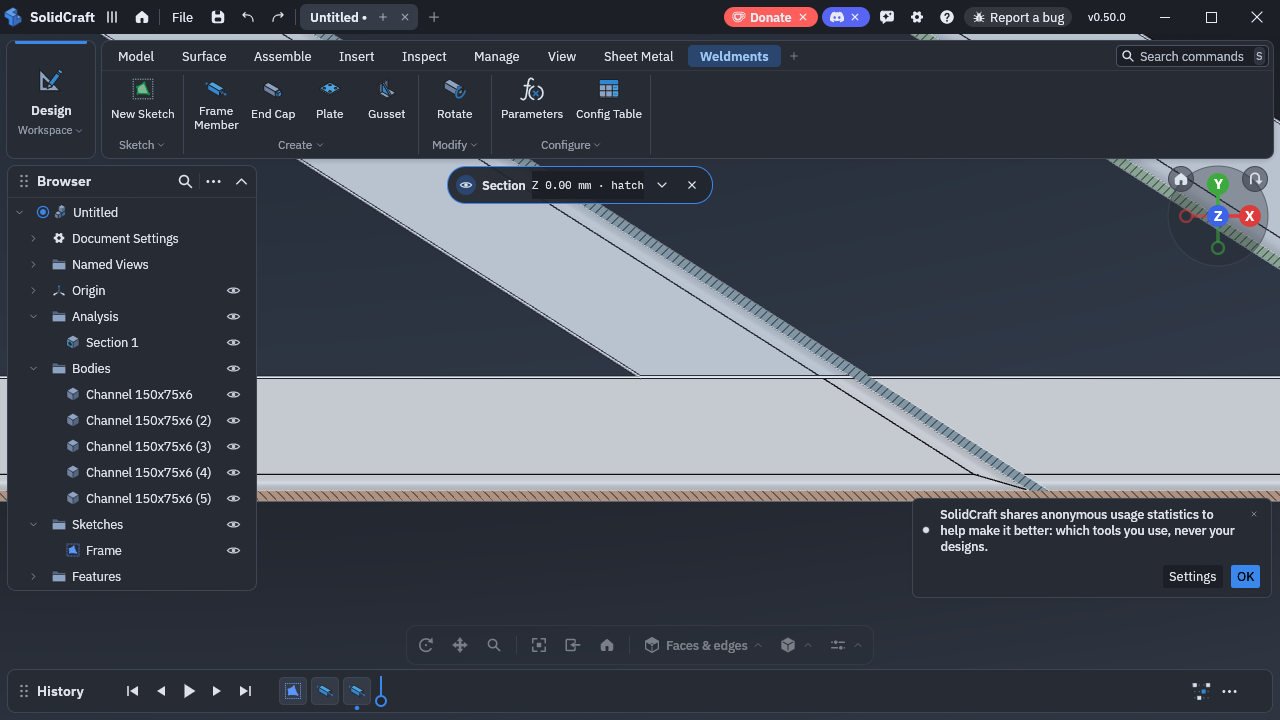 SolidCraft
File
Untitled •
Donate
Report a bug
v0.50.0
Design
Workspace
Model
Surface
Assemble
Insert
Inspect
Manage
View
Sheet Metal
Weldments
Search commands
S
New Sketch
Frame
Member
End Cap
Plate
Gusset
Rotate
Parameters
Config Table
Sketch
Create
Modify
Configure
Browser
Untitled
Document Settings
Named Views
Origin
Analysis
Section 1
Bodies
Channel 150x75x6
Channel 150x75x6 (2)
Channel 150x75x6 (3)
Channel 150x75x6 (4)
Channel 150x75x6 (5)
Sketches
Frame
Features
Section Z 0.00 mm · hatch
Y
Z
X
SolidCraft shares anonymous usage statistics to
help make it better: which tools you use, never your
designs.
Settings
OK
Faces & edges
History